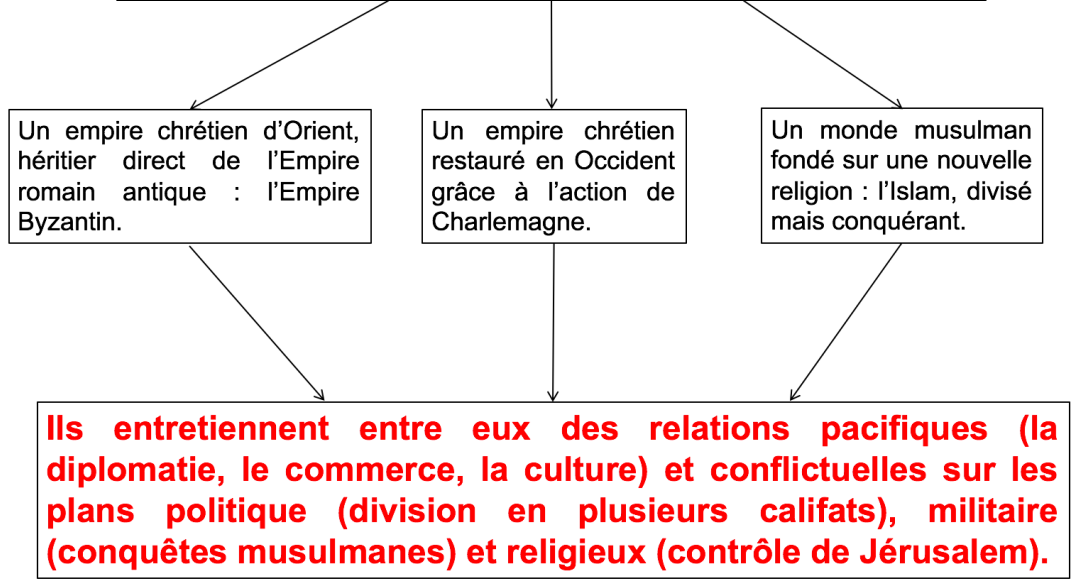 Un empire chrétien d’Orient,
héritier direct de l’Empire
romain antique : l’Empire
Byzantin.
Un empire chrétien
restauré en Occident
grâce à l’action de
Charlemagne.
Un monde musulman
fondé sur une nouvelle
religion : l’Islam, divisé
mais conquérant.
Ils entretiennent entre eux des relations pacifiques (la
diplomatie, le commerce, la culture) et conflictuelles sur les
plans politique (division en plusieurs califats), militaire
(conquêtes musulmanes) et religieux (contrôle de Jérusalem).